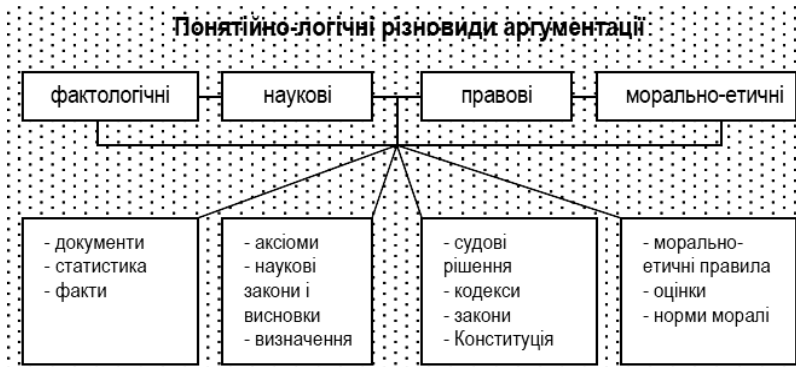 Понятійно-логічні різновиди аргументації
фактологічні
наукові
правові
морально-етичні
- документи
- статистика
- факти
- аксіоми
- наукові
закони і
висновки
- визначення
- судові
рішення
- кодекси
- закони
- Конституція
- морально-
етичні правила
- оцінки
- норми моралі